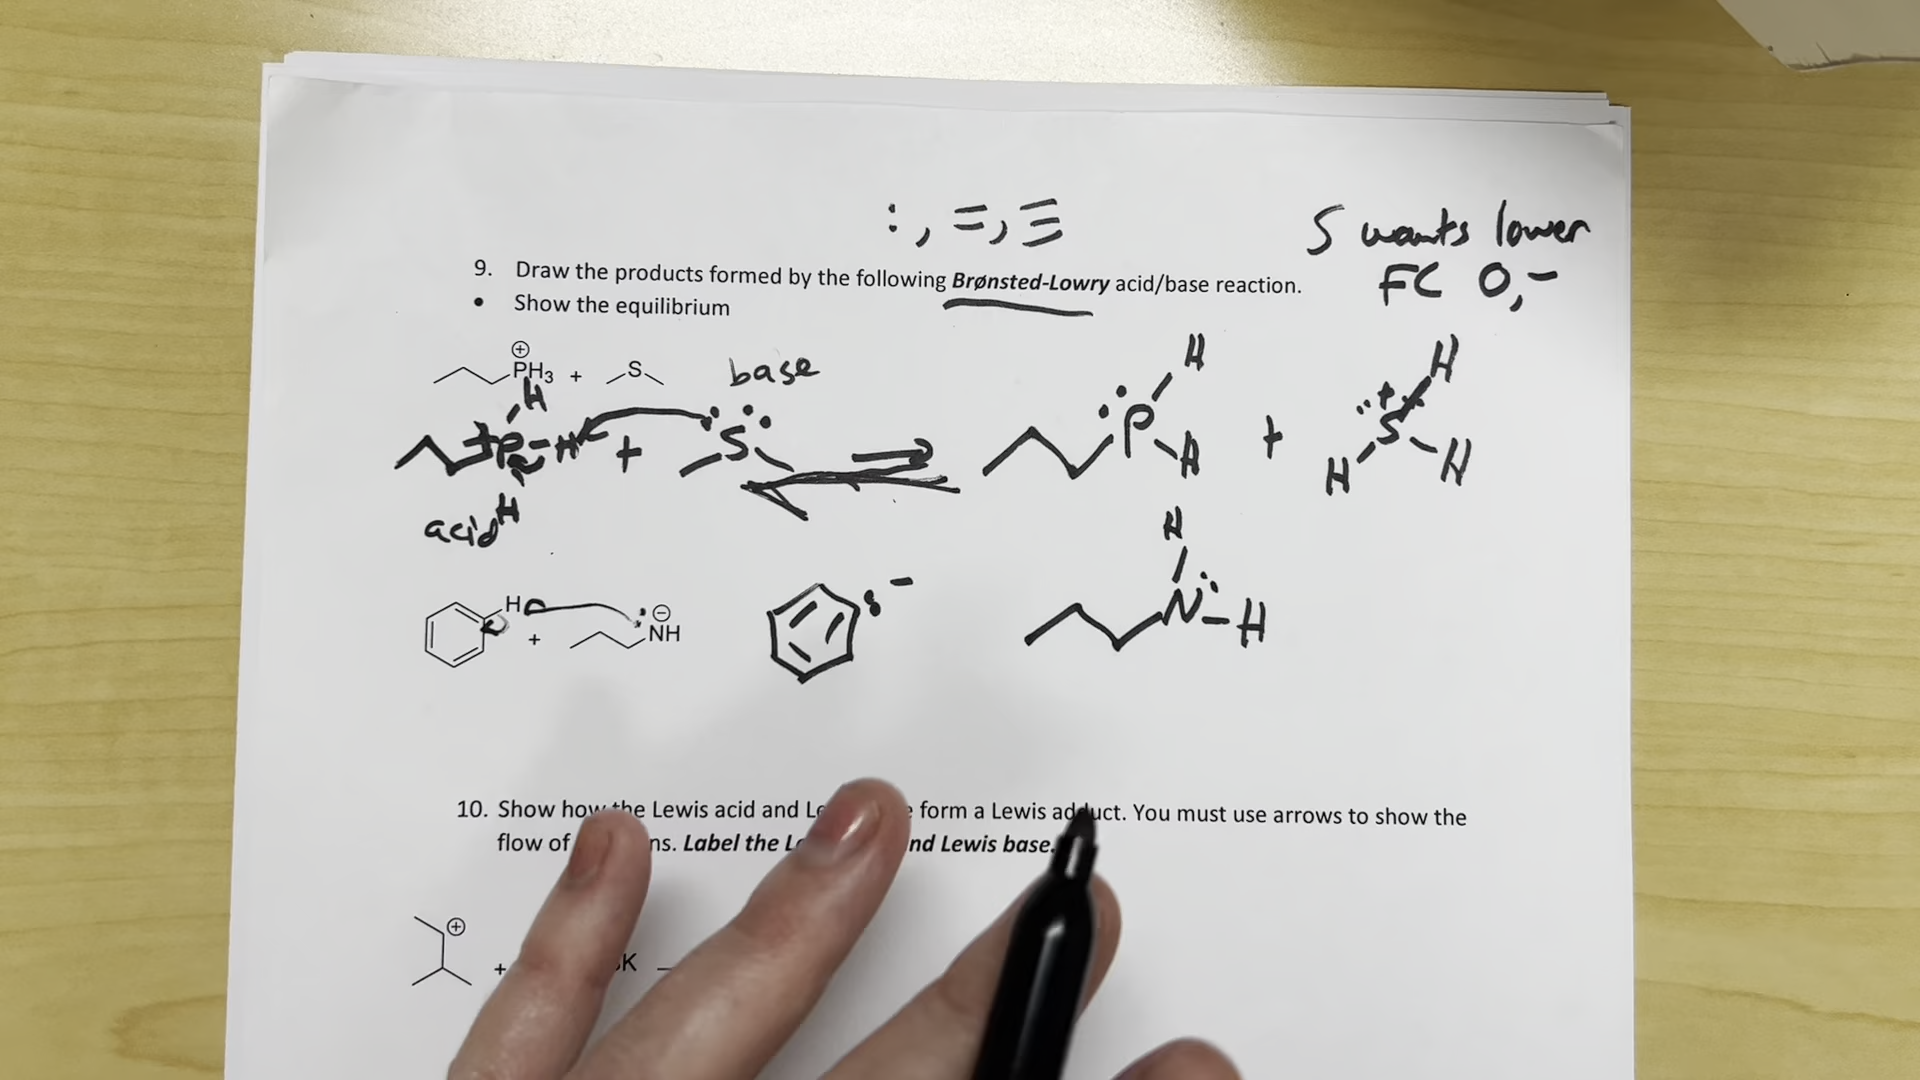 : , = , ≡
S wants lower
FC 0, -
9. Draw the products formed by the following Brønsted-Lowry acid/base reaction.
• Show the equilibrium
⊕
PH3 + S
base
H
P H + S
H
acid
P H
H
+
+
S H
H
H
H
+
⊖
NH
-
H
N-H
10. Show how the Lewis acid and form a Lewis adduct. You must use arrows to show the
flow of Label the Lewis base.
⊕
+ K